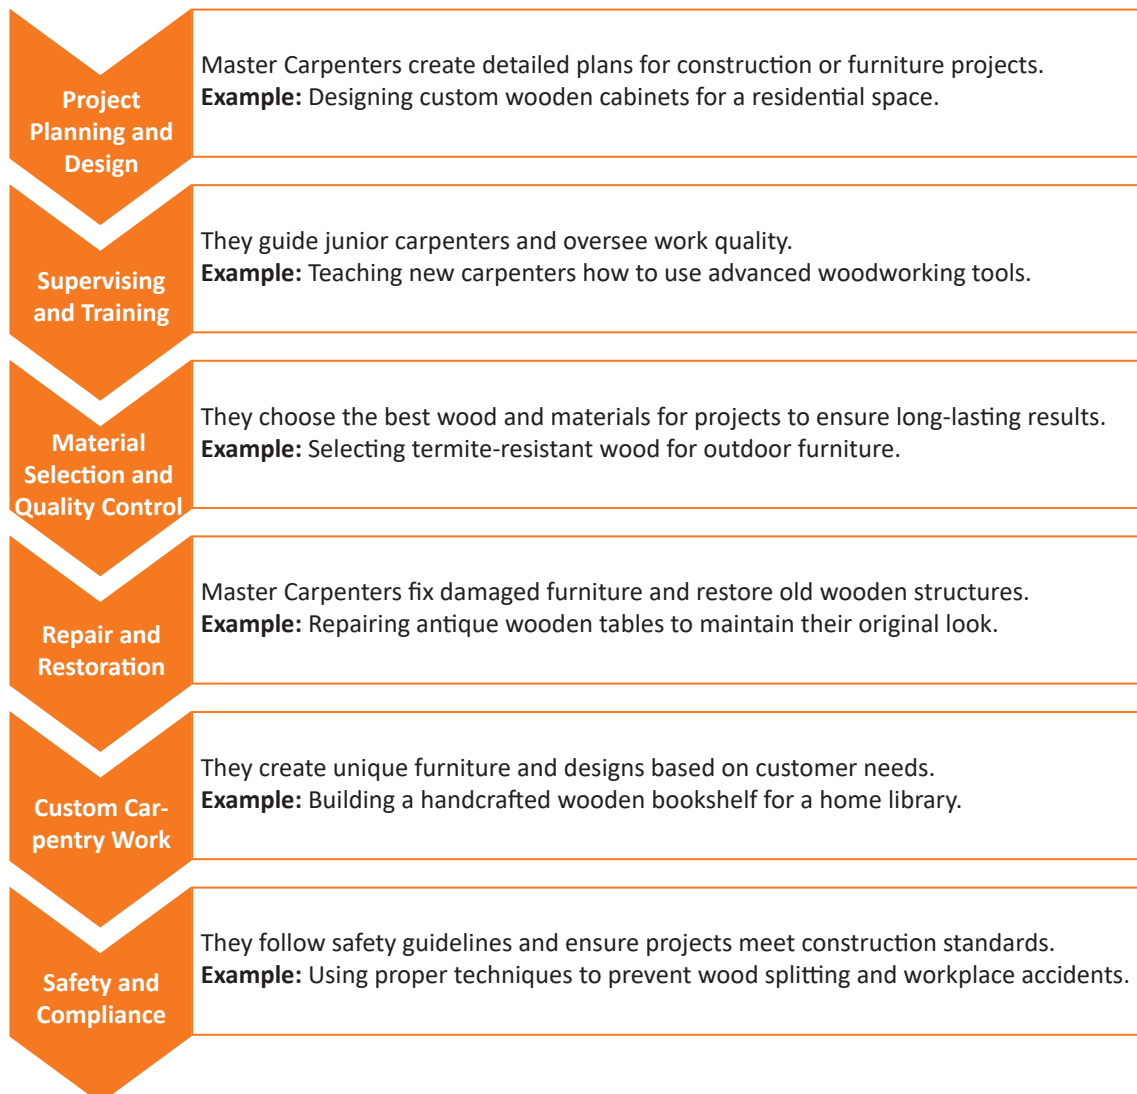 Project
Planning and
Design
Master Carpenters create detailed plans for construction or furniture projects.
Example: Designing custom wooden cabinets for a residential space.
Supervising
and Training
They guide junior carpenters and oversee work quality.
Example: Teaching new carpenters how to use advanced woodworking tools.
Material
Selection and
Quality Control
They choose the best wood and materials for projects to ensure long-lasting results.
Example: Selecting termite-resistant wood for outdoor furniture.
Repair and
Restoration
Master Carpenters fix damaged furniture and restore old wooden structures.
Example: Repairing antique wooden tables to maintain their original look.
Custom Car-
pentry Work
They create unique furniture and designs based on customer needs.
Example: Building a handcrafted wooden bookshelf for a home library.
Safety and
Compliance
They follow safety guidelines and ensure projects meet construction standards.
Example: Using proper techniques to prevent wood splitting and workplace accidents.